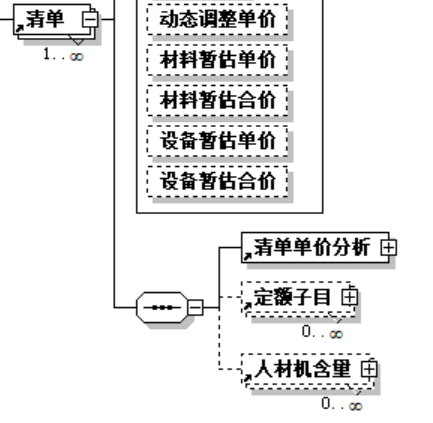 清单
1..∞
动态调整单价
材料暂估单价
材料暂估合价
设备暂估单价
设备暂估合价
清单单价分析
定额子目
0..∞
人材机含量
0..∞